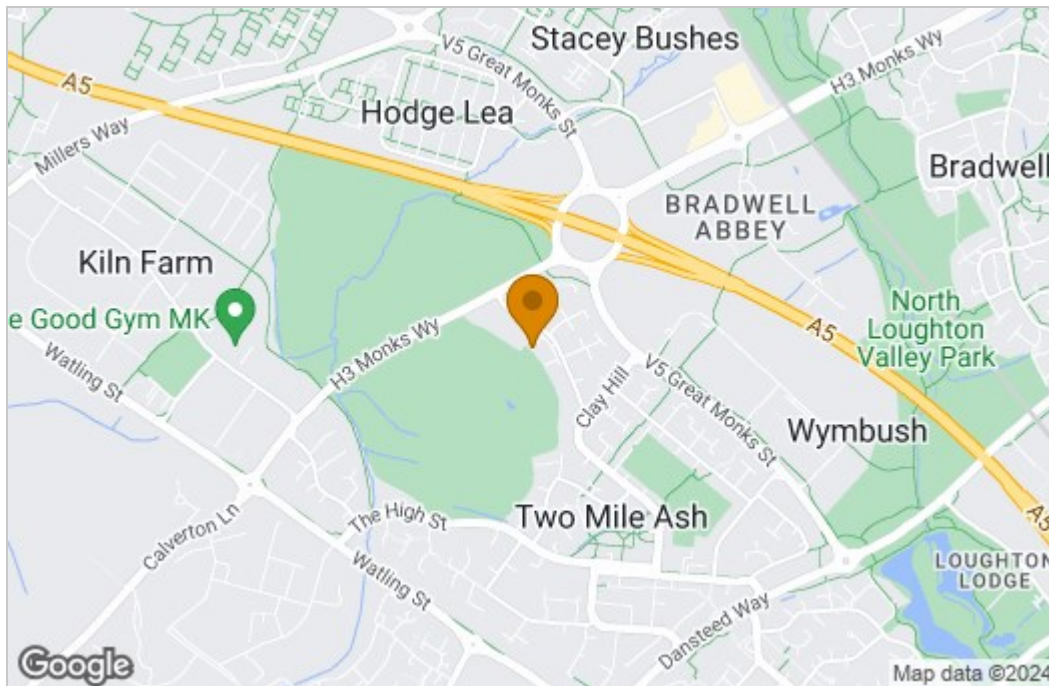 Stacey Bushes
V5 Great Monks St
H3 Monks Wy
A5
Hodge Lea
Millers Way
Bradwell
BRADWELL
ABBEY
Kiln Farm
e Good Gym MK
North
Loughton
Valley Park
A5
H3 Monks Wy
Watling St
Clay Hill
V5 Great Monks St
Wymbush
Calverton Ln
The High St
Two Mile Ash
A5
Watling St
LOUGHTON
LODGE
Dansteed Way
Google
Map data ©2024